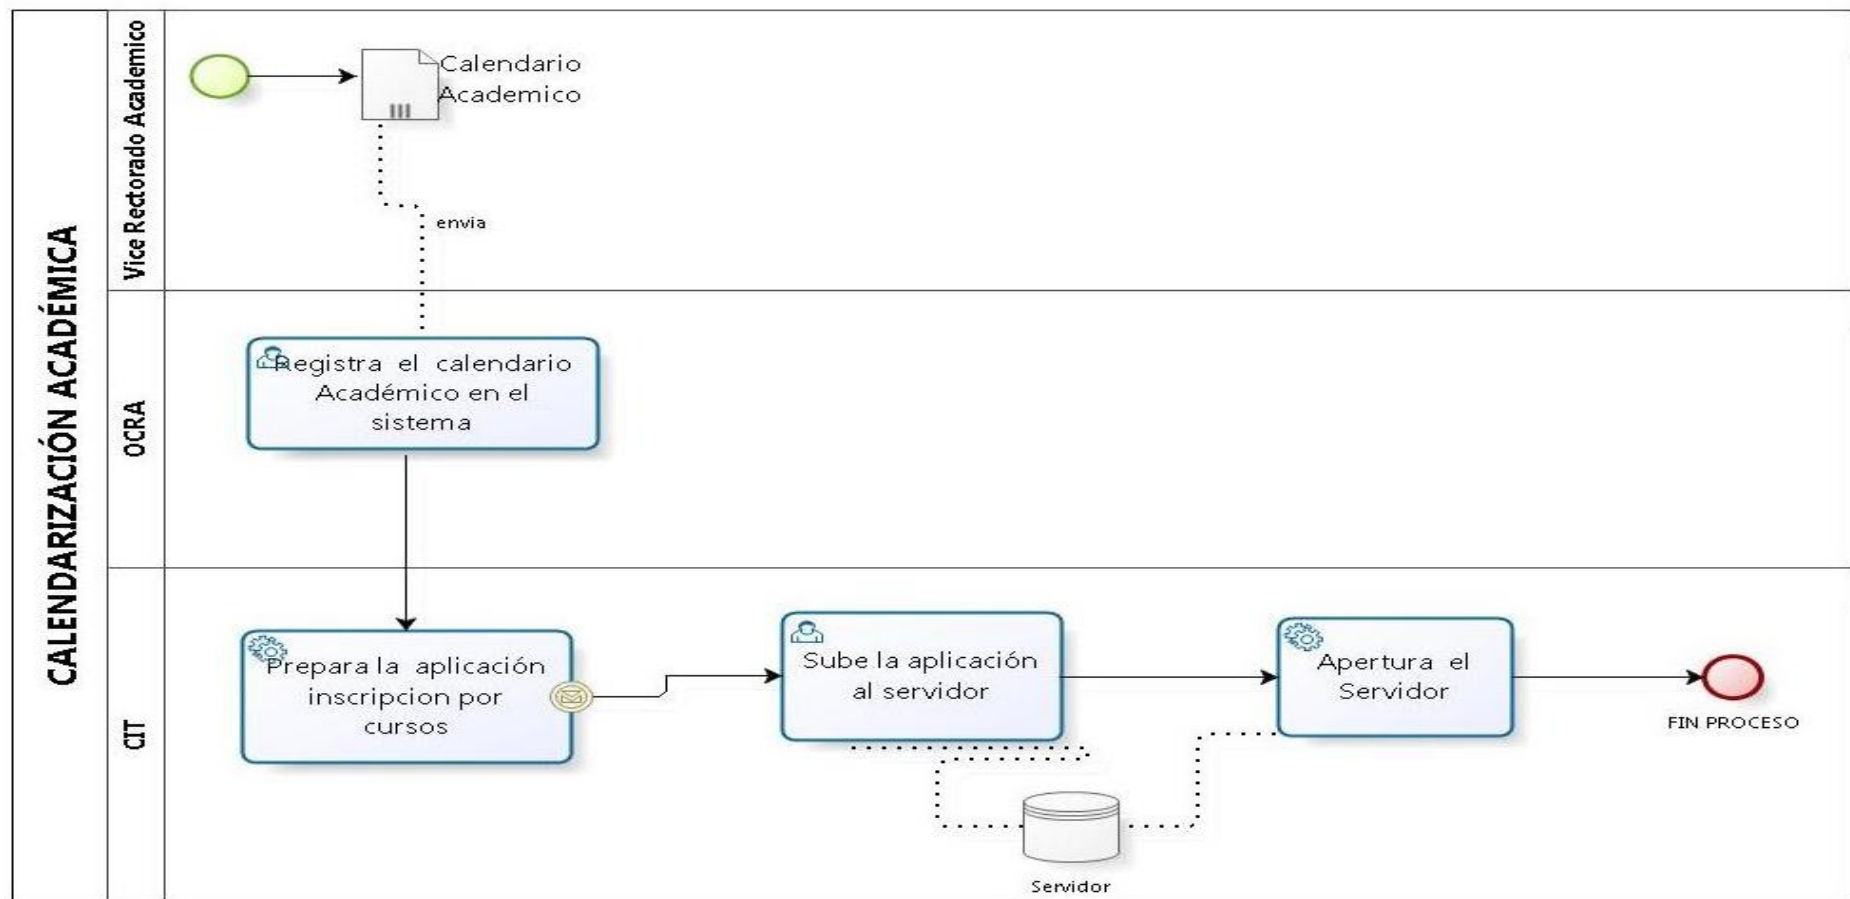 CALENDARIZACIÓN ACADÉMICA
Vice Rectorado Academico
Calendario
Academico
envia
OCRA
Registra el calendario
Académico en el
sistema
CIT
Prepara la aplicación
inscripcion por
cursos
Sube la aplicación
al servidor
Apertura el
Servidor
FIN PROCESO
Servidor